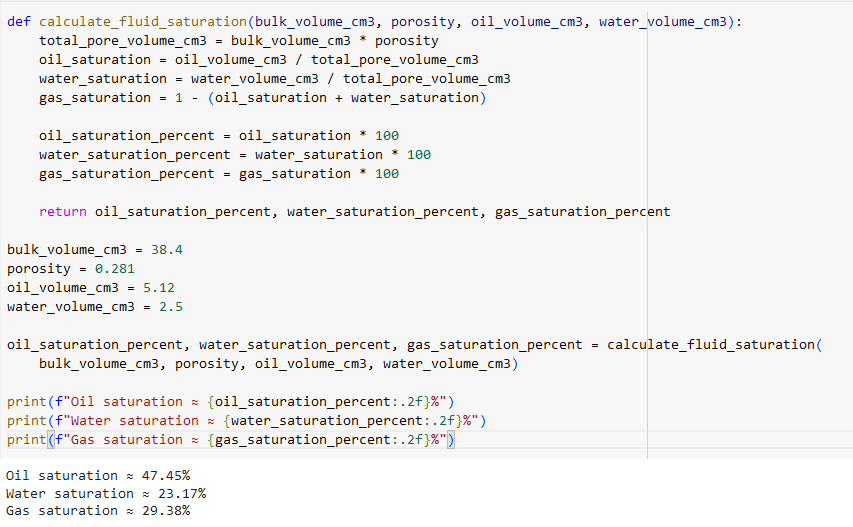 def calculate_fluid_saturation(bulk_volume_cm3, porosity, oil_volume_cm3, water_volume_cm3):
    total_pore_volume_cm3 = bulk_volume_cm3 * porosity
    oil_saturation = oil_volume_cm3 / total_pore_volume_cm3
    water_saturation = water_volume_cm3 / total_pore_volume_cm3
    gas_saturation = 1 - (oil_saturation + water_saturation)

    oil_saturation_percent = oil_saturation * 100
    water_saturation_percent = water_saturation * 100
    gas_saturation_percent = gas_saturation * 100

    return oil_saturation_percent, water_saturation_percent, gas_saturation_percent

bulk_volume_cm3 = 38.4
porosity = 0.281
oil_volume_cm3 = 5.12
water_volume_cm3 = 2.5

oil_saturation_percent, water_saturation_percent, gas_saturation_percent = calculate_fluid_saturation(
    bulk_volume_cm3, porosity, oil_volume_cm3, water_volume_cm3)

print(f"Oil saturation ≈ {oil_saturation_percent:.2f}%")
print(f"Water saturation ≈ {water_saturation_percent:.2f}%")
print(f"Gas saturation ≈ {gas_saturation_percent:.2f}%")

Oil saturation ≈ 47.45%
Water saturation ≈ 23.17%
Gas saturation ≈ 29.38%